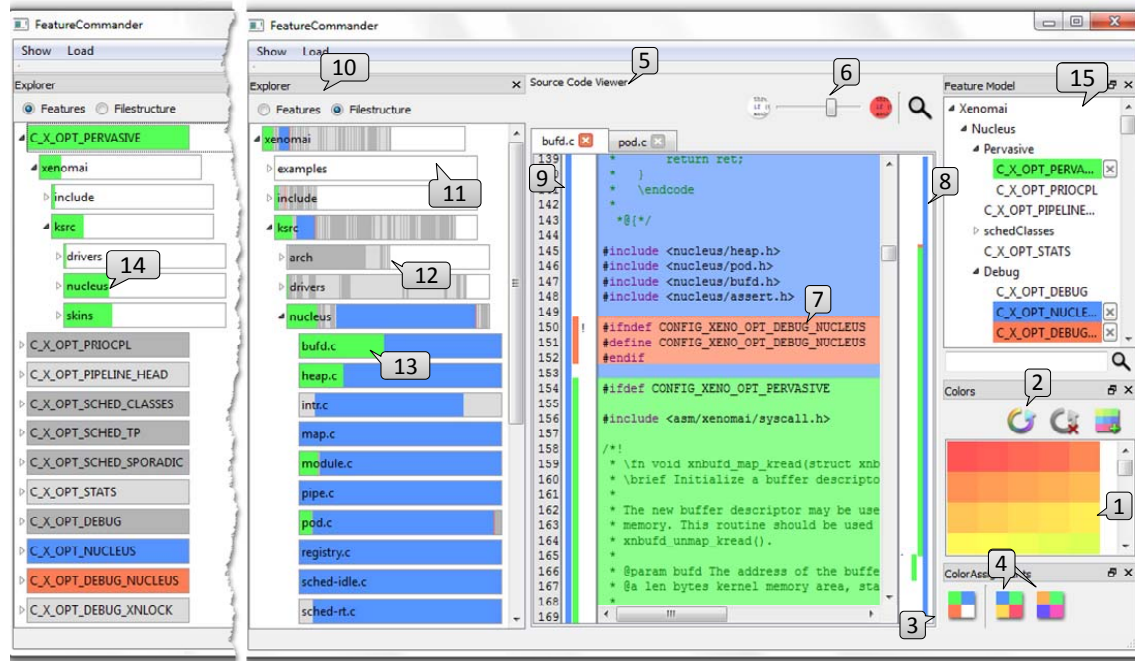 FeatureCommander
Show Load
Explorer
Features Filestructure
C_X_OPT_PERVASIVE
xenomai
include
ksrc
drivers
14
nucleus
skins
C_X_OPT_PRIOCPL
C_X_OPT_PIPELINE_HEAD
C_X_OPT_SCHED_CLASSES
C_X_OPT_SCHED_TP
C_X_OPT_SCHED_SPORADIC
C_X_OPT_STATS
C_X_OPT_DEBUG
C_X_OPT_NUCLEUS
C_X_OPT_DEBUG_NUCLEUS
C_X_OPT_DEBUG_XNLOCK
FeatureCommander
Show Load
10
Explorer
Features Filestructure
xenomai
examples
11
include
ksrc
arch
12
drivers
nucleus
bufd.c
13
heap.c
intr.c
map.c
module.c
pipe.c
pod.c
registry.c
sched-idle.c
sched-rt.c
Source Code Viewer
5
6
bufd.c pod.c
139 * return ret;
* }
* \endcode
142 *
143 *@{*/
144
145 #include <nucleus/heap.h>
146 #include <nucleus/pod.h>
147 #include <nucleus/bufd.h>
148 #include <nucleus/assert.h>
149
150 ! #ifndef CONFIG_XENO_OPT_DEBUG_NUCLEUS
151 #define CONFIG_XENO_OPT_DEBUG_NUCLEUS
152 #endif
153
154 #ifdef CONFIG_XENO_OPT_PERVASIVE
155
156 #include <asm/xenomai/syscall.h>
157
158 /*!
159 * \fn void xnbufd_map_kread(struct xnb
160 * \brief Initialize a buffer descripto
161 *
162 * The new buffer descriptor may be use
163 * memory. This routine should be used
164 * xnbufd_unmap_kread().
165 *
166 * @param bufd The address of the buffe
167 * @a len bytes kernel memory area, sta
168 *
169
7
8
9
Feature Model
15
Xenomai
Nucleus
Pervasive
C_X_OPT_PERVA...
C_X_OPT_PRIOCPL
C_X_OPT_PIPELINE...
schedClasses
C_X_OPT_STATS
Debug
C_X_OPT_DEBUG
C_X_OPT_NUCLE...
C_X_OPT_DEBUG...
Colors
2
1
4
3